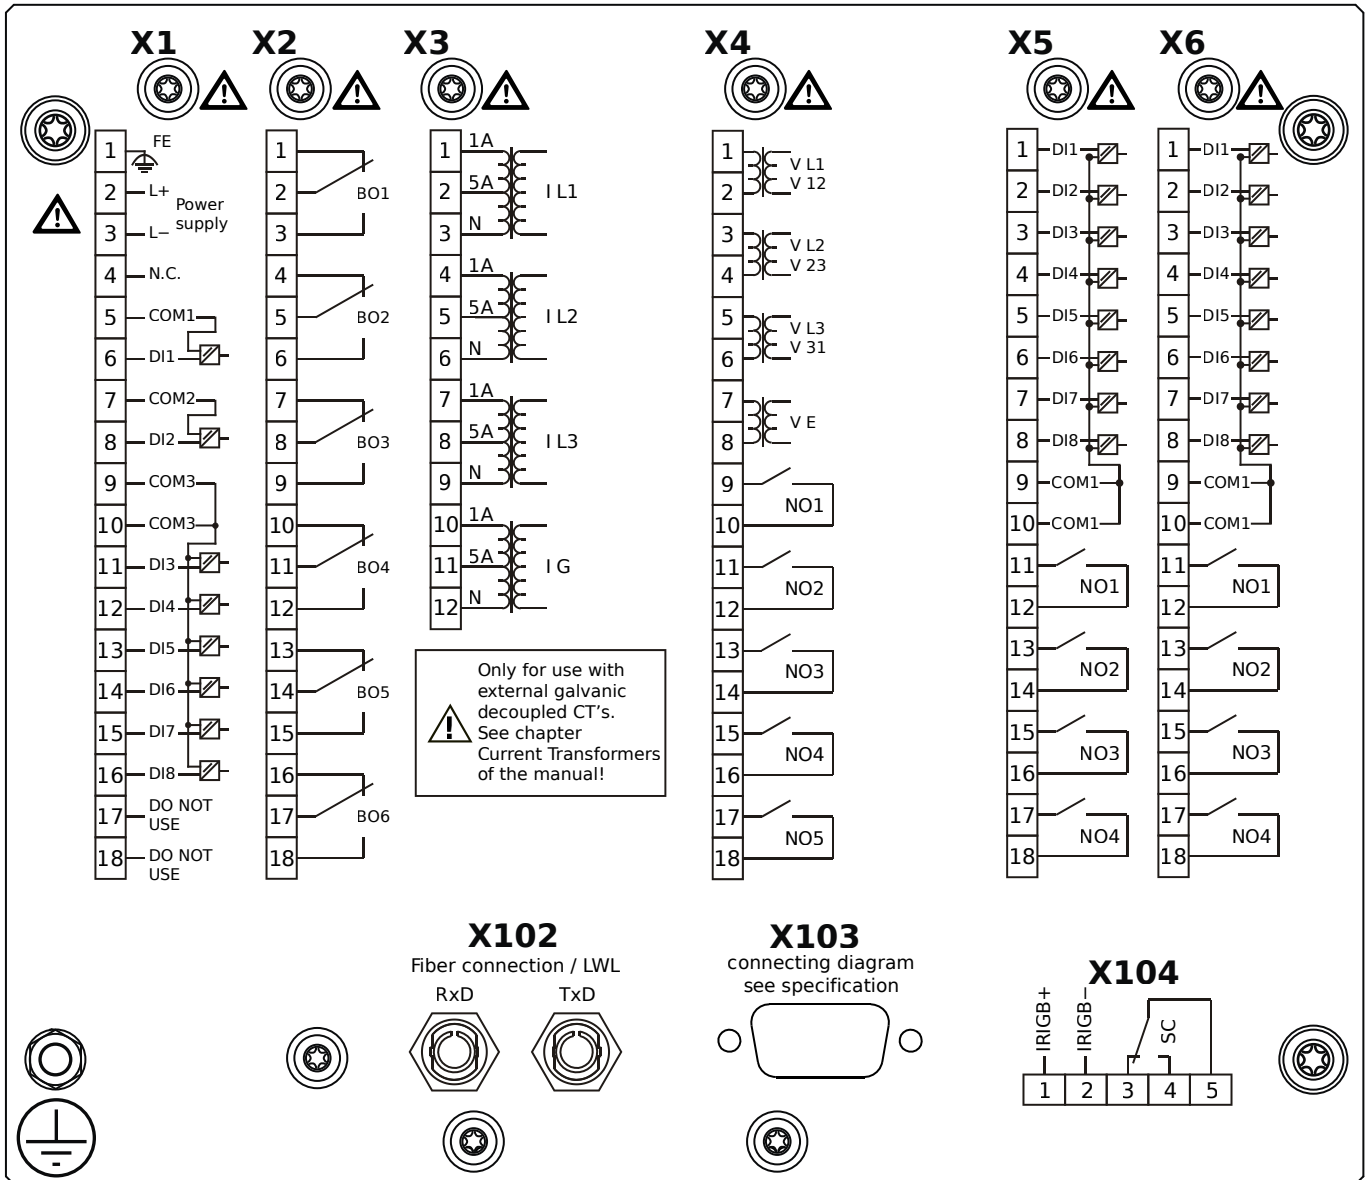 X1
X2
X3
X4
X5
X6
1
FE
2
L+
Power
supply
3
L−
4
N.C.
5
COM1
6
DI1
7
COM2
8
DI2
9
COM3
10
COM3
11
DI3
12
DI4
13
DI5
14
DI6
15
DI7
16
DI8
17
DO NOT
USE
18
DO NOT
USE
1
2
BO1
3
4
5
BO2
6
7
8
BO3
9
10
11
BO4
12
13
14
BO5
15
16
17
BO6
18
1
1A
2
5A
I L1
3
N
4
1A
5
5A
I L2
6
N
7
1A
8
5A
I L3
9
N
10
1A
11
5A
I G
12
N
Only for use with
external galvanic
decoupled CT's.
See chapter
Current Transformers
of the manual!
1
V L1
V 12
2
3
V L2
V 23
4
5
V L3
V 31
6
7
V E
8
9
NO1
10
11
NO2
12
13
NO3
14
15
NO4
16
17
NO5
18
1
DI1
2
DI2
3
DI3
4
DI4
5
DI5
6
DI6
7
DI7
8
DI8
9
COM1
10
COM1
11
NO1
12
13
NO2
14
15
NO3
16
17
NO4
18
1
DI1
2
DI2
3
DI3
4
DI4
5
DI5
6
DI6
7
DI7
8
DI8
9
COM1
10
COM1
11
NO1
12
13
NO2
14
15
NO3
16
17
NO4
18
X102
Fiber connection / LWL
RxD TxD
X103
connecting diagram
see specification
X104
IRIGB+
IRIGB−
SC
1 2 3 4 5